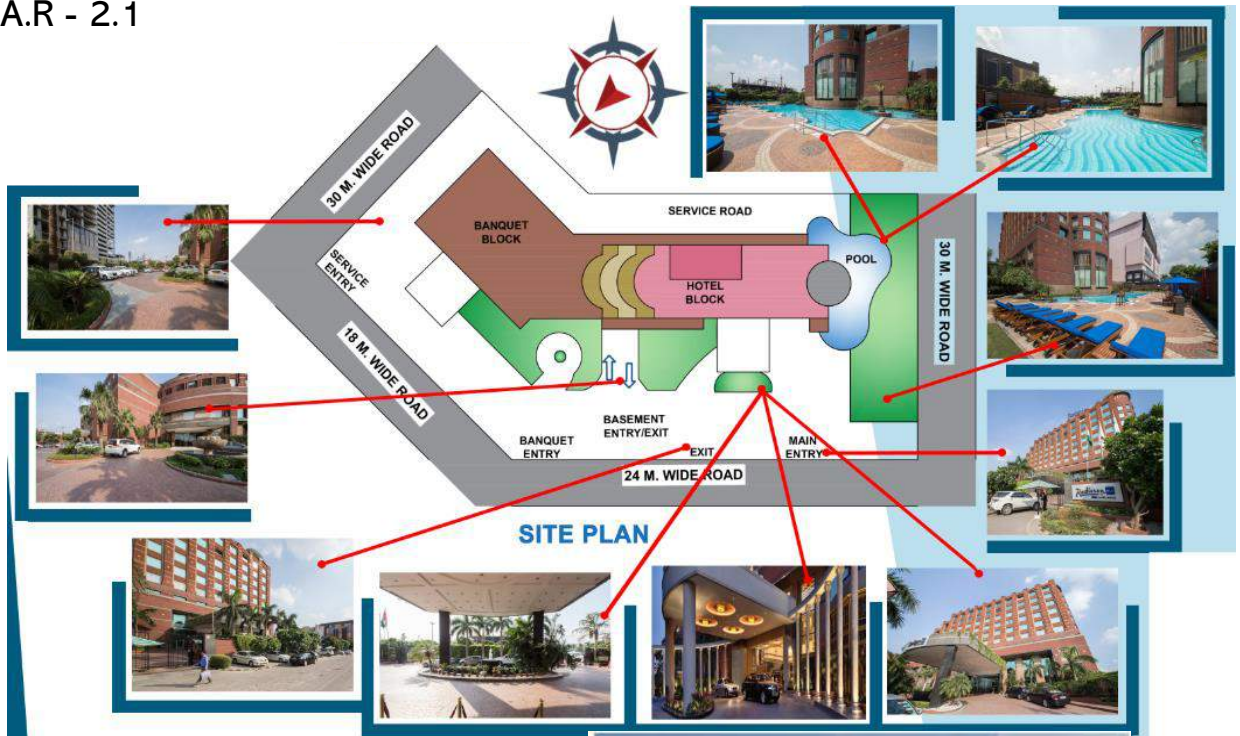 A.R - 2.1
30 M. WIDE ROAD
SERVICE ROAD
BANQUET
BLOCK
SERVICE
ENTRY
HOTEL
BLOCK
POOL
30 M. WIDE ROAD
18 M. WIDE ROAD
BASEMENT
ENTRY/EXIT
BANQUET
ENTRY
EXIT
MAIN
ENTRY
24 M. WIDE ROAD
SITE PLAN
Radisson